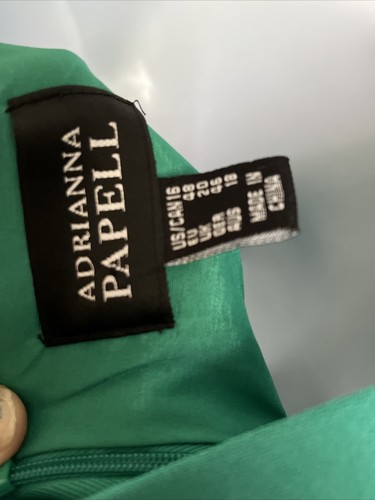 ADRIANNA
PAPELL
US/CAN 16
EU 48
UK 20
GER 46
AUS 18
MADE IN
CHINA